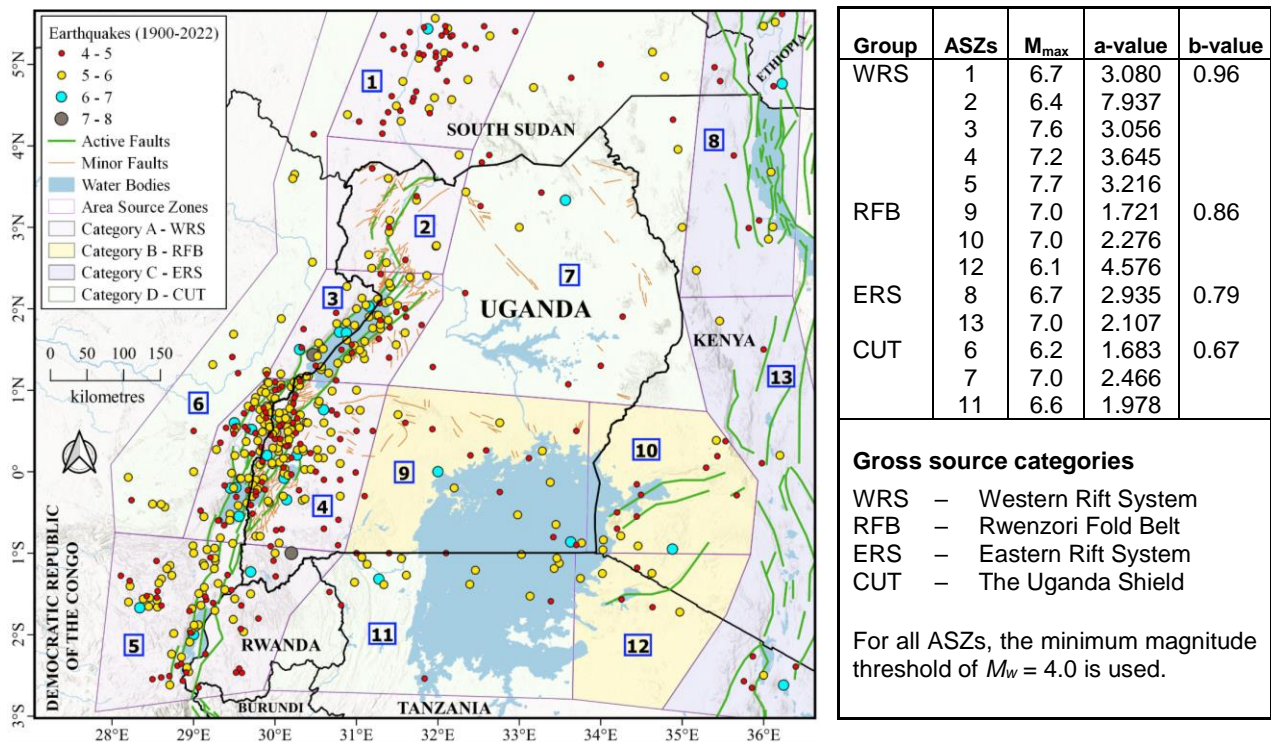 Earthquakes (1900-2022)
4 - 5
5 - 6
6 - 7
7 - 8
Active Faults
Minor Faults
Water Bodies
Area Source Zones
Category A - WRS
Category B - RFB
Category C - ERS
Category D - CUT
0 50 100 150
kilometres
5°N
4°N
3°N
2°N
1°N
0°
1°S
2°S
3°S
28°E 29°E 30°E 31°E 32°E 33°E 34°E 35°E 36°E
ETHIOPIA
SOUTH SUDAN
UGANDA
KENYA
DEMOCRATIC REPUBLIC
OF THE CONGO
RWANDA
BURUNDI
TANZANIA
1
2
3
4
5
6
7
8
9
10
11
12
13
Group ASZs Mmax a-value b-value
WRS 1 6.7 3.080 0.96
2 6.4 7.937
3 7.6 3.056
4 7.2 3.645
5 7.7 3.216
RFB 9 7.0 1.721 0.86
10 7.0 2.276
12 6.1 4.576
ERS 8 6.7 2.935 0.79
13 7.0 2.107
CUT 6 6.2 1.683 0.67
7 7.0 2.466
11 6.6 1.978
Gross source categories
WRS – Western Rift System
RFB – Rwenzori Fold Belt
ERS – Eastern Rift System
CUT – The Uganda Shield
For all ASZs, the minimum magnitude
threshold of Mw = 4.0 is used.